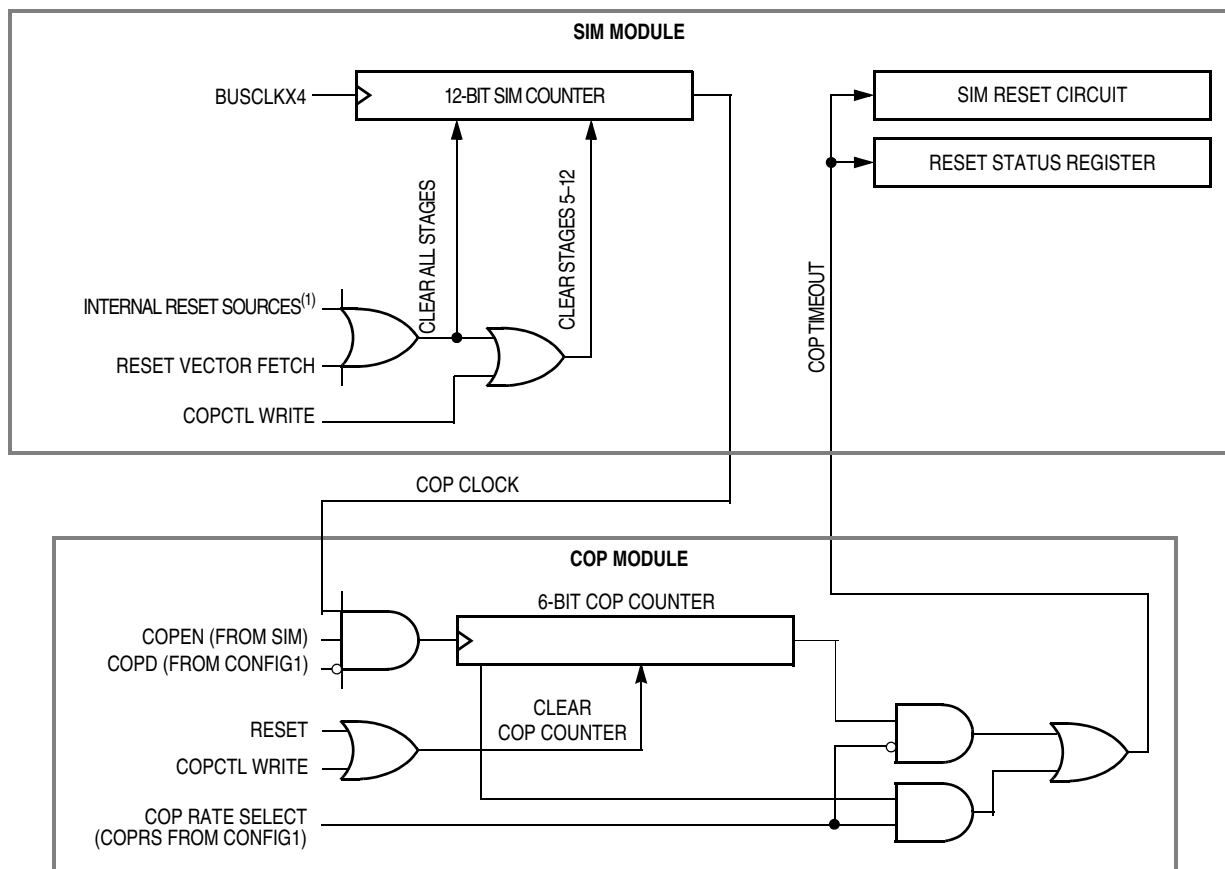 SIM MODULE
BUSCLKX4
12-BIT SIM COUNTER
SIM RESET CIRCUIT
RESET STATUS REGISTER
CLEAR ALL STAGES
CLEAR STAGES 5–12
INTERNAL RESET SOURCES(1)
RESET VECTOR FETCH
COPCTL WRITE
COP TIMEOUT
COP CLOCK
COP MODULE
6-BIT COP COUNTER
COPEN (FROM SIM)
COPD (FROM CONFIG1)
CLEAR
COP COUNTER
RESET
COPCTL WRITE
COP RATE SELECT
(COPRS FROM CONFIG1)